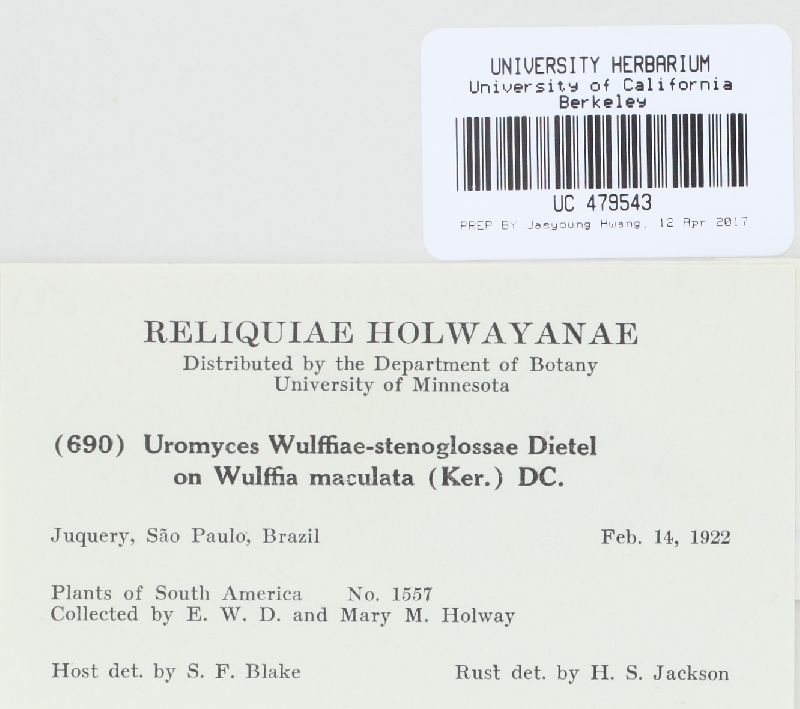 UNIVERSITY HERBARIUM
University of California
Berkeley
UC 479543
PREP BY Jaeyoung Hwang, 12 Apr 2017
RELIQUIAE HOLWAYANAE
Distributed by the Department of Botany
University of Minnesota
(690) Uromyces Wulffiae-stenoglossae Dietel
on Wulffia maculata (Ker.) DC.
Juquery, São Paulo, Brazil Feb. 14, 1922
Plants of South America No. 1557
Collected by E. W. D. and Mary M. Holway
Host det. by S. F. Blake Rust det. by H. S. Jackson